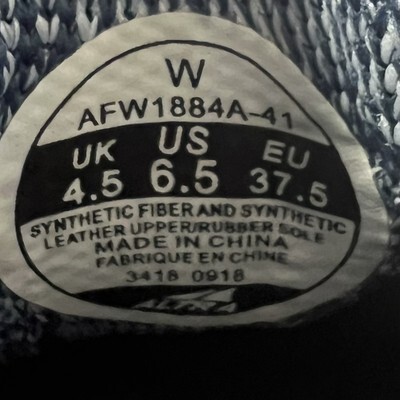 W
AFW1884A-41
UK US EU
4.5 6.5 37.5
SYNTHETIC FIBER AND SYNTHETIC
LEATHER UPPER/RUBBER SOLE
MADE IN CHINA
FABRIQUE EN CHINE
3418 0918
ALTRA